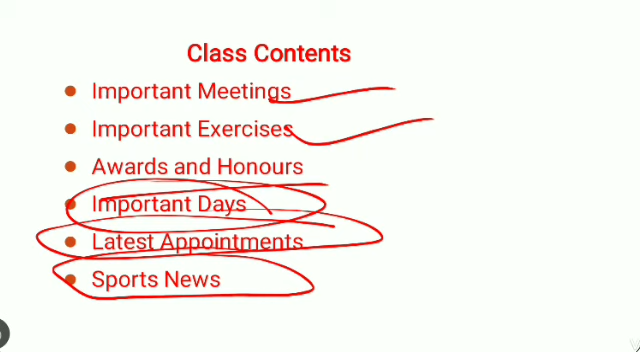 Class Contents
Important Meetings
Important Exercises
Awards and Honours
Important Days
Latest Appointments
Sports News